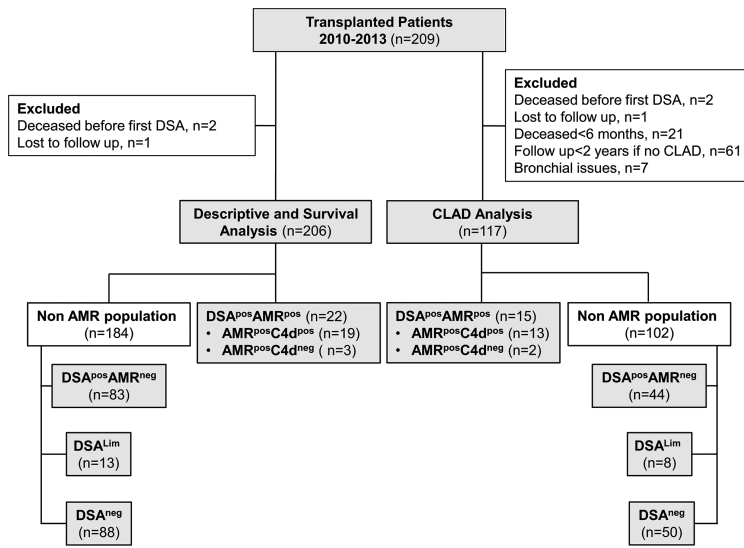 Transplanted Patients
2010-2013 (n=209)
Excluded
Deceased before first DSA, n=2
Lost to follow up, n=1
Excluded
Deceased before first DSA, n=2
Lost to follow up, n=1
Deceased<6 months, n=21
Follow up<2 years if no CLAD, n=61
Bronchial issues, n=7
Descriptive and Survival
Analysis (n=206)
CLAD Analysis
(n=117)
Non AMR population
(n=184)
DSAposAMRpos (n=22)
• AMRposC4dpos (n=19)
• AMRposC4dneg ( n=3)
DSAposAMRpos (n=15)
• AMRposC4dpos (n=13)
• AMRposC4dneg (n=2)
Non AMR population
(n=102)
DSAposAMRneg
(n=83)
DSALim
(n=13)
DSAneg
(n=88)
DSAposAMRneg
(n=44)
DSALim
(n=8)
DSAneg
(n=50)